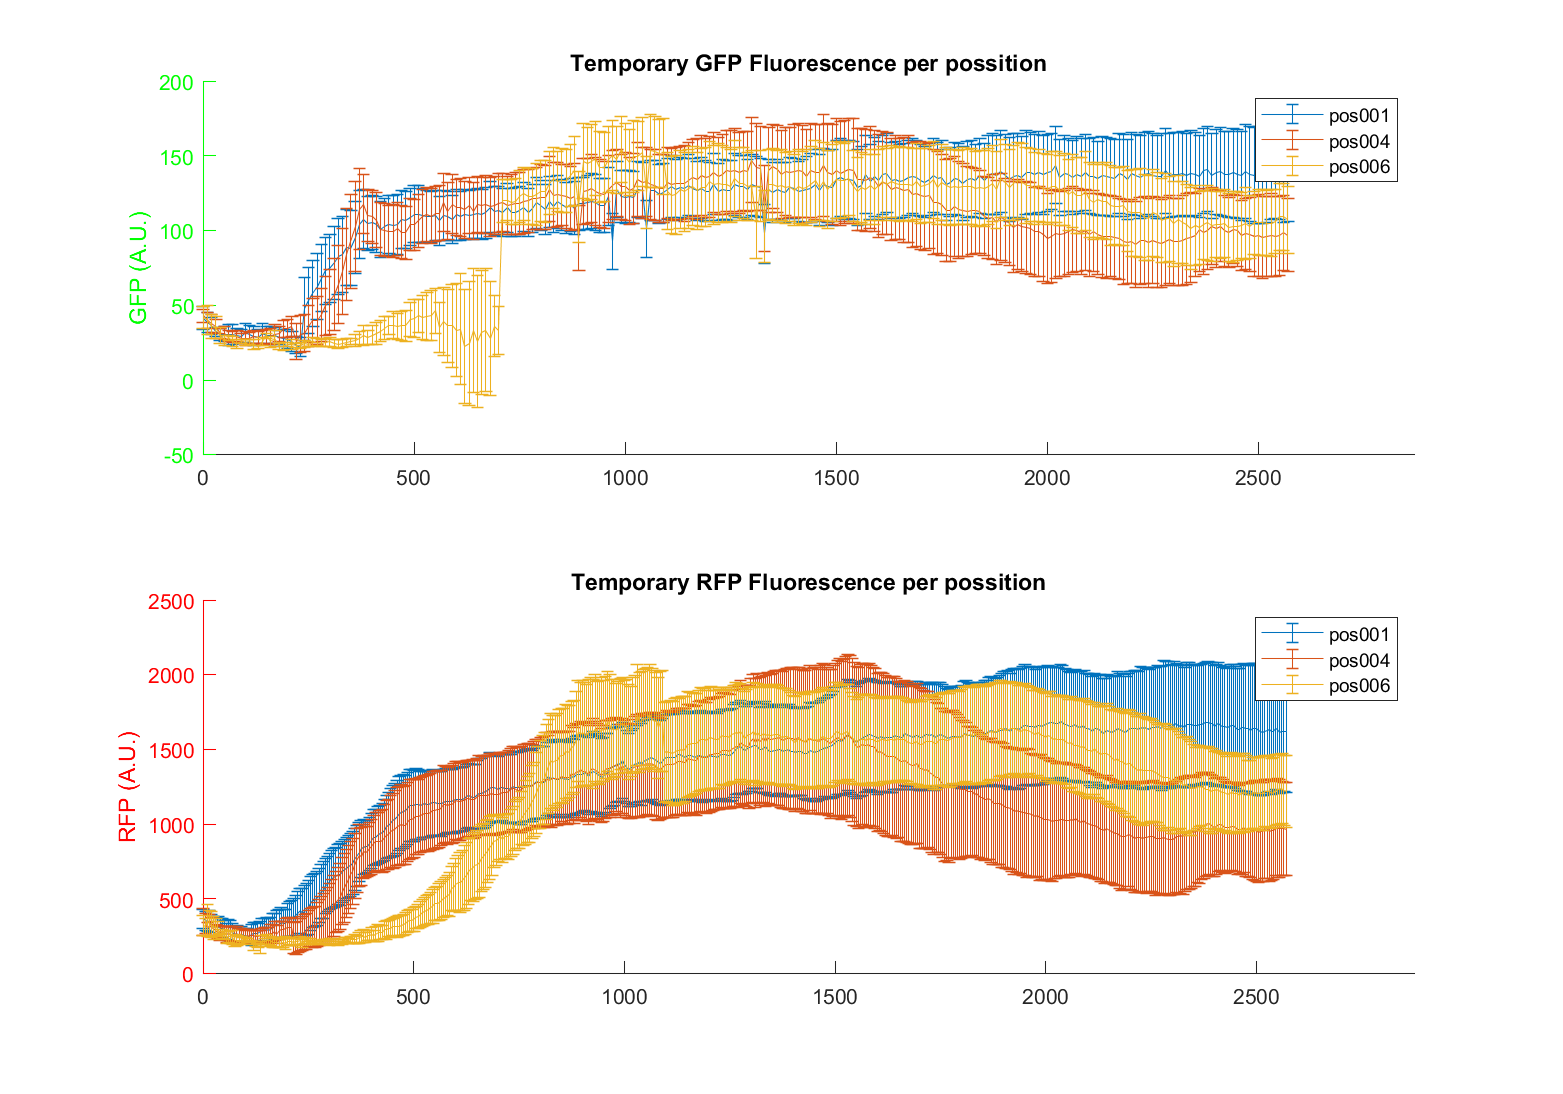 Temporary GFP Fluorescence per possition
GFP (A.U.)
200
150
100
50
0
-50
0 500 1000 1500 2000 2500
pos001
pos004
pos006
Temporary RFP Fluorescence per possition
RFP (A.U.)
2500
2000
1500
1000
500
0
0 500 1000 1500 2000 2500
pos001
pos004
pos006